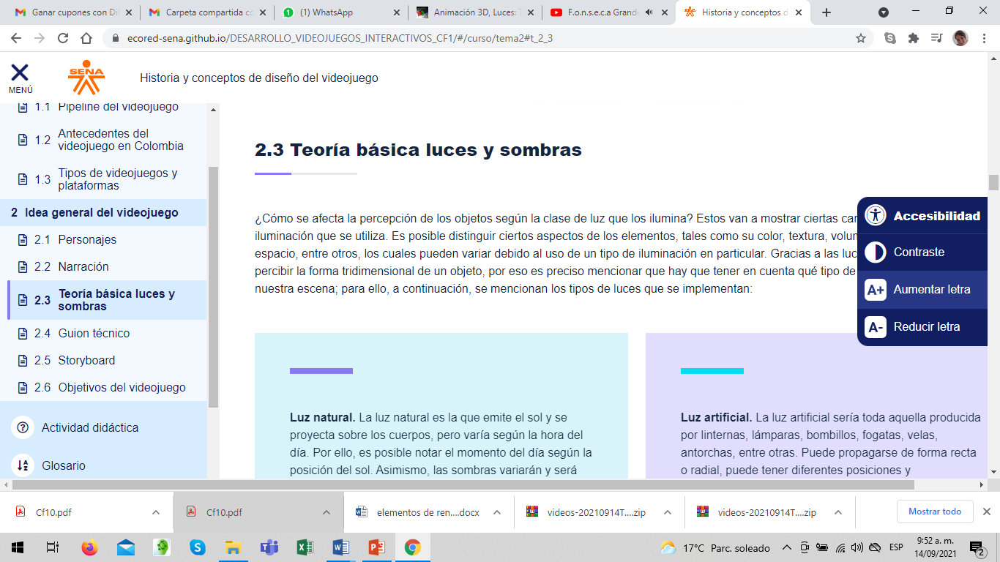 Ganar cupones con Di
Carpeta compartida co
(1) WhatsApp
Animación 3D, Luces: T
F.o.n.s.e.c.a Grande
Historia y conceptos d
ecored-sena.github.io/DESARROLLO_VIDEOJUEGOS_INTERACTIVOS_CF1/#/curso/tema2#t_2_3
MENÚ
SENA
Historia y conceptos de diseño del videojuego
1.1 Pipeline del videojuego
1.2 Antecedentes del
videojuego en Colombia
1.3 Tipos de videojuegos y
plataformas
2 Idea general del videojuego
2.1 Personajes
2.2 Narración
2.3 Teoría básica luces y
sombras
2.4 Guion técnico
2.5 Storyboard
2.6 Objetivos del videojuego
Actividad didáctica
Glosario
2.3 Teoría básica luces y sombras
¿Cómo se afecta la percepción de los objetos según la clase de luz que los ilumina? Estos van a mostrar ciertas car
iluminación que se utiliza. Es posible distinguir ciertos aspectos de los elementos, tales como su color, textura, volun
espacio, entre otros, los cuales pueden variar debido al uso de un tipo de iluminación en particular. Gracias a las luc
percibir la forma tridimensional de un objeto, por eso es preciso mencionar que hay que tener en cuenta qué tipo de
nuestra escena; para ello, a continuación, se mencionan los tipos de luces que se implementan:
Accesibilidad
Contraste
A+ Aumentar letra
A- Reducir letra
Luz natural. La luz natural es la que emite el sol y se
proyecta sobre los cuerpos, pero varía según la hora del
día. Por ello, es posible notar el momento del día según la
posición del sol. Asimismo, las sombras variarán y será
Luz artificial. La luz artificial sería toda aquella producida
por linternas, lámparas, bombillos, fogatas, velas,
antorchas, entre otras. Puede propagarse de forma recta
o radial, puede tener diferentes posiciones y
Cf10.pdf
Cf10.pdf
elementos de ren....docx
videos-20210914T....zip
videos-20210914T....zip
Mostrar todo
17°C Parc. soleado
ESP
9:52 a. m.
14/09/2021
2